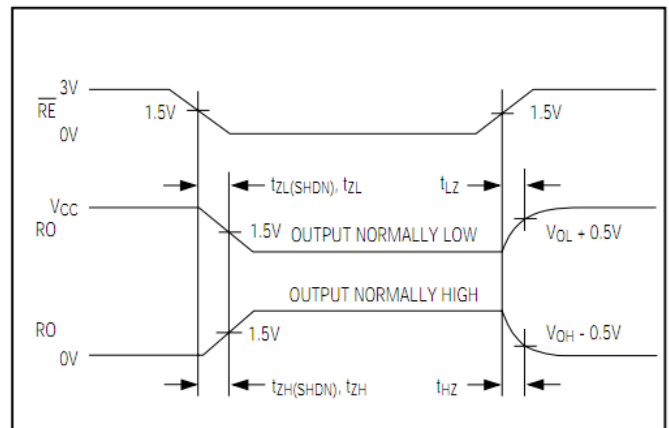 3V
RE
1.5V
1.5V
0V
tZL(SHDN), tZL
tLZ
VCC
RO
1.5V
OUTPUT NORMALLY LOW
VOL + 0.5V
OUTPUT NORMALLY HIGH
RO
1.5V
VOH - 0.5V
0V
tZH(SHDN), tZH
tHZ